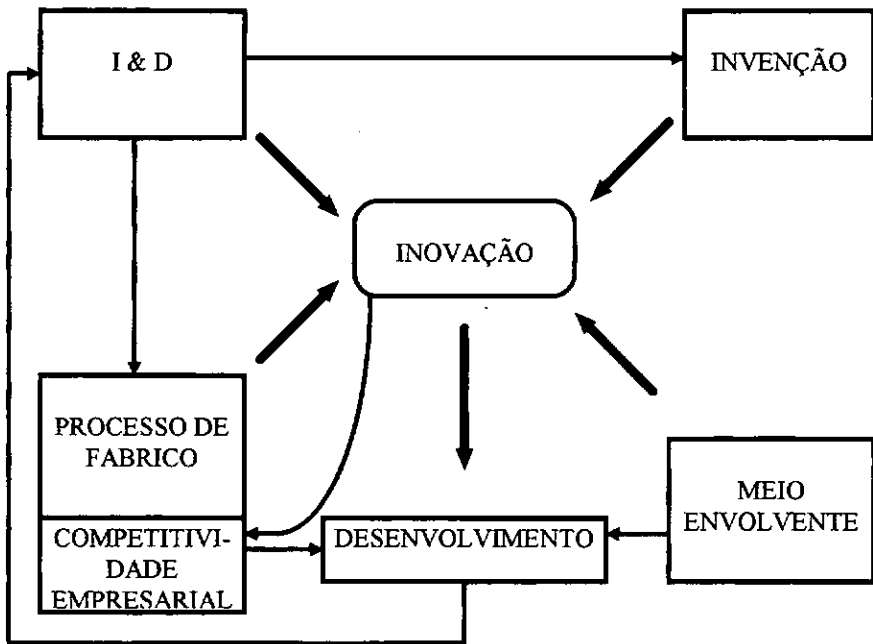 I & D
INVENÇÃO
INOVAÇÃO
PROCESSO DE
FABRICO
COMPETITIVI-
DADE
EMPRESARIAL
DESENVOLVIMENTO
MEIO
ENVOLVENTE